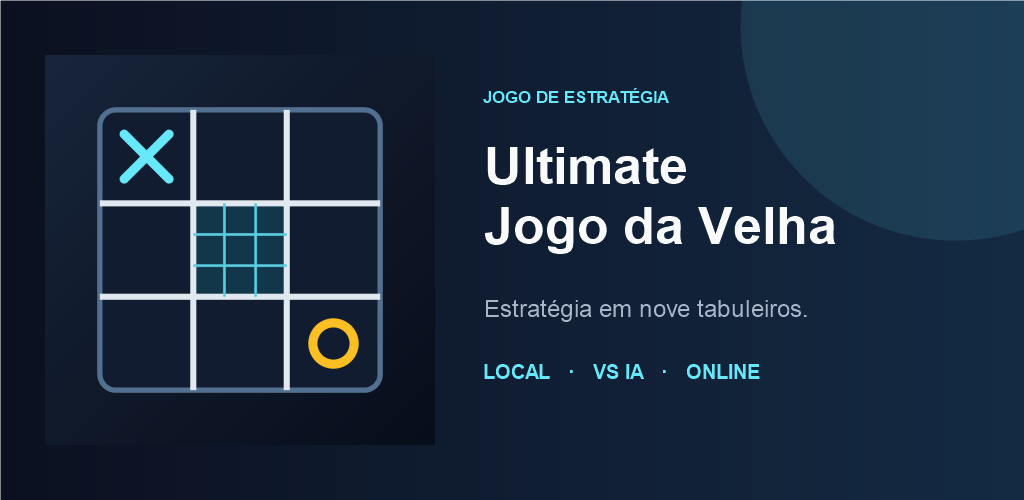 JOGO DE ESTRATÉGIA
Ultimate
Jogo da Velha
Estratégia em nove tabuleiros.
LOCAL · VS IA · ONLINE